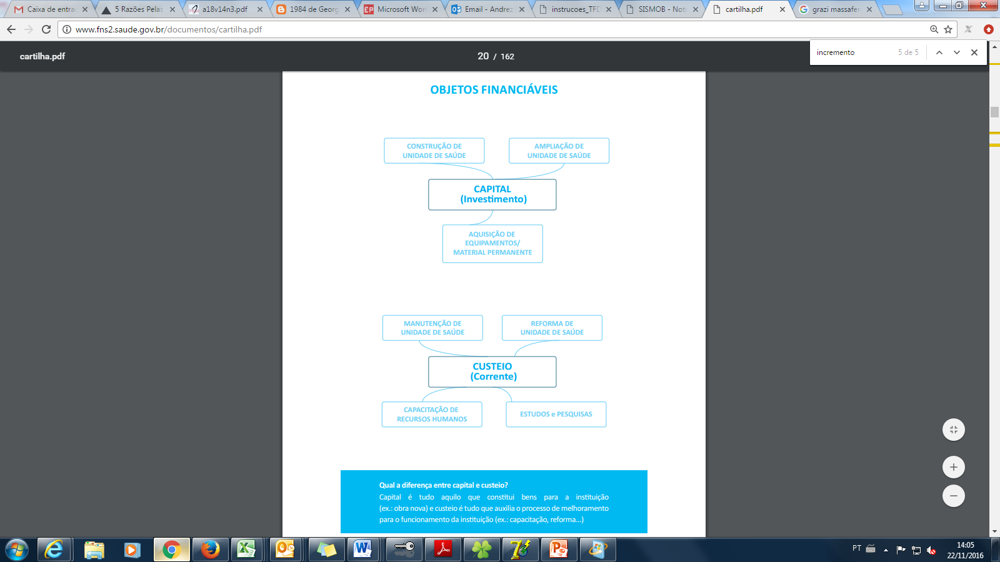 Caixa de entra
5 Razões Pelas
a18v14n3.pdf
1984 de Georg
Microsoft Wor
Email - Andrez
instrucoes_TFD
SISMOB - Noti
cartilha.pdf
grazi massafer
www.fns2.saude.gov.br/documentos/cartilha.pdf
cartilha.pdf
20 / 162
incremento
5 de 5
OBJETOS FINANCIÁVEIS
CONSTRUÇÃO DE
UNIDADE DE SAÚDE
AMPLIAÇÃO DE
UNIDADE DE SAÚDE
CAPITAL
(Investimento)
AQUISIÇÃO DE
EQUIPAMENTOS/
MATERIAL PERMANENTE
MANUTENÇÃO DE
UNIDADE DE SAÚDE
REFORMA DE
UNIDADE DE SAÚDE
CUSTEIO
(Corrente)
CAPACITAÇÃO DE
RECURSOS HUMANOS
ESTUDOS e PESQUISAS
Qual a diferença entre capital e custeio?
Capital é tudo aquilo que constitui bens para a instituição
(ex.: obra nova) e custeio é tudo que auxilia o processo de melhoramento
para o funcionamento da instituição (ex.: capacitação, reforma...)
PT
14:05
22/11/2016